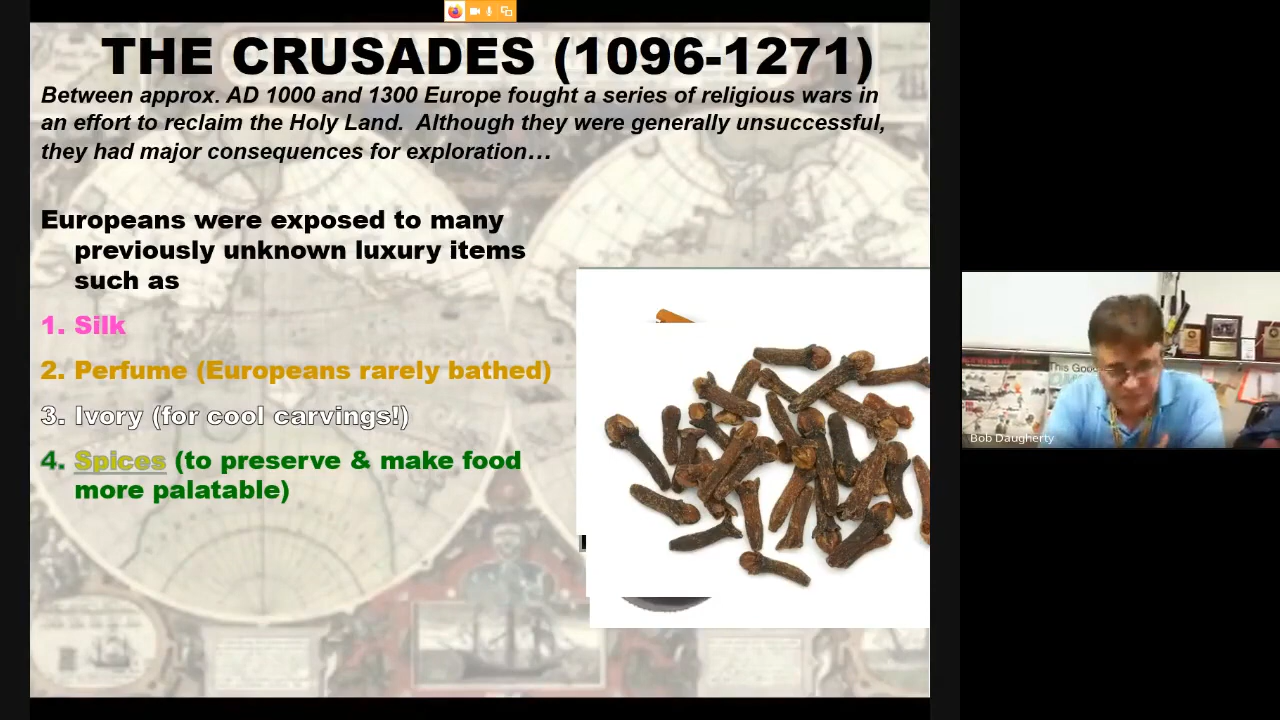 THE CRUSADES (1096-1271)
Between approx. AD 1000 and 1300 Europe fought a series of religious wars in
an effort to reclaim the Holy Land.  Although they were generally unsuccessful,
they had major consequences for exploration…
Europeans were exposed to many
previously unknown luxury items
such as
1. Silk
2. Perfume (Europeans rarely bathed)
3. Ivory (for cool carvings!)
4. Spices (to preserve & make food
more palatable)
This Good
Bob Daugherty